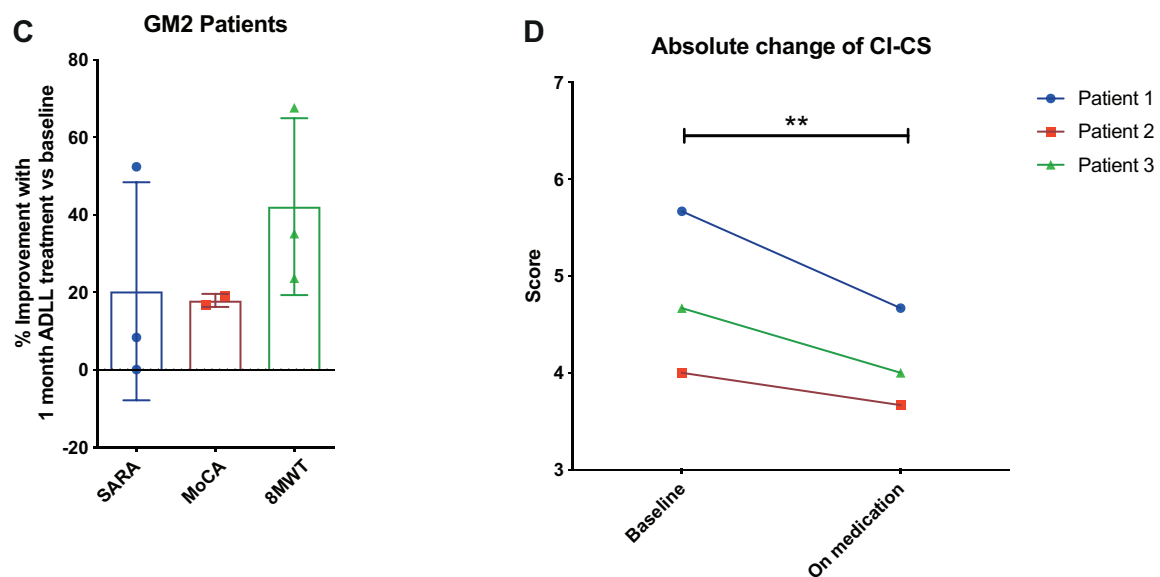 C
GM2 Patients
% Improvement with
1 month ADLL treatment vs baseline
80
60
40
20
0
-20
SARA
MoCA
8MWT
D
Absolute change of CI-CS
Score
7
6
5
4
3
**
Baseline
On medication
Patient 1
Patient 2
Patient 3